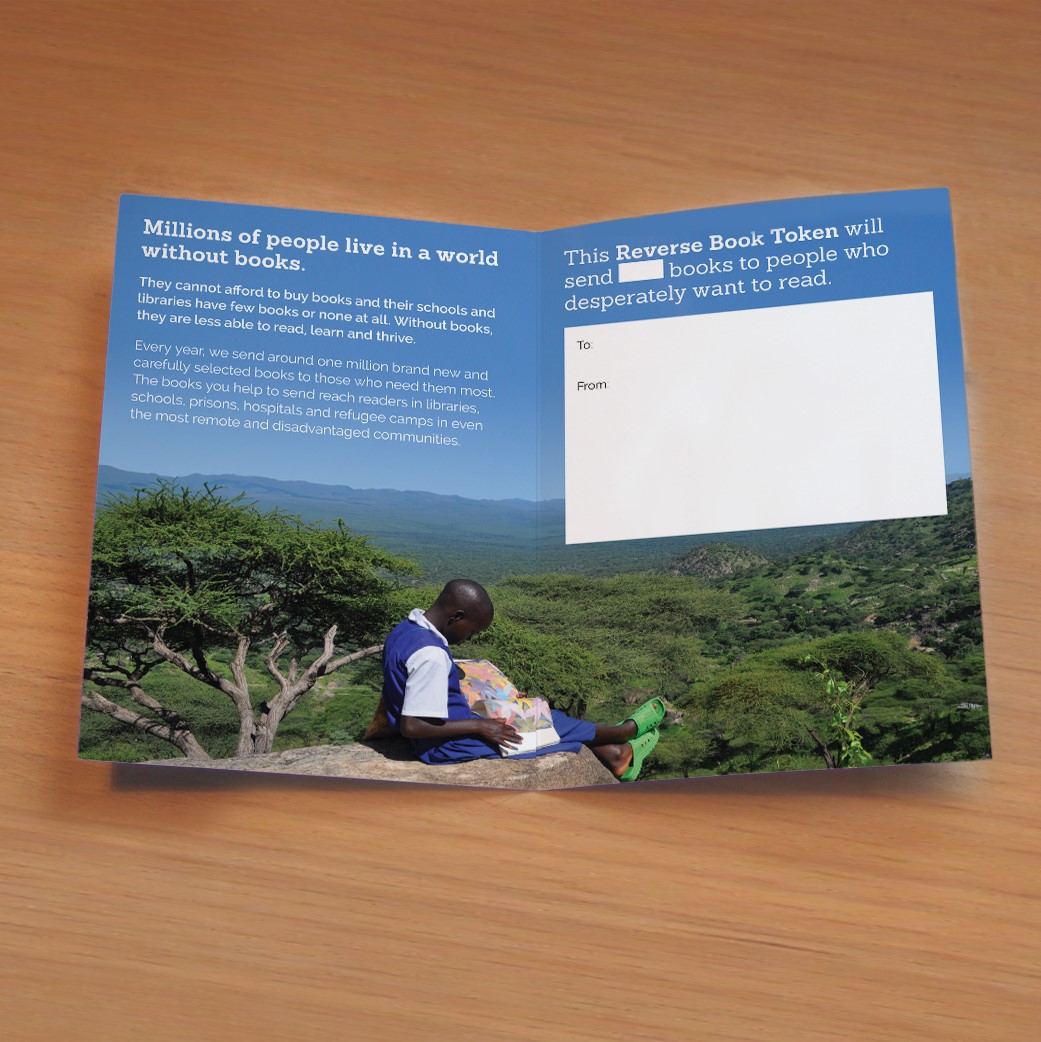 Millions of people live in a world
without books.
They cannot afford to buy books and their schools and
libraries have few books or none at all. Without books,
they are less able to read, learn and thrive.
Every year, we send around one million brand new and
carefully selected books to those who need them most.
The books you help to send reach readers in libraries,
schools, prisons, hospitals and refugee camps in even
the most remote and disadvantaged communities.
This Reverse Book Token will
send books to people who
desperately want to read.
To:
From: